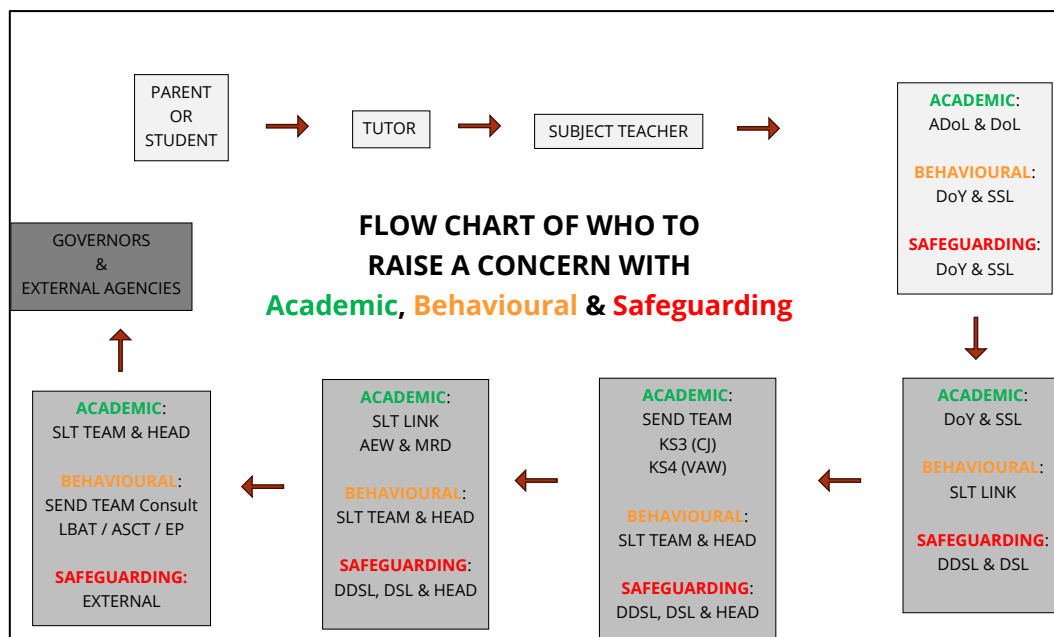 PARENT
OR
STUDENT
TUTOR
SUBJECT TEACHER
ACADEMIC:
ADoL & DoL
BEHAVIOURAL:
DoY & SSL
SAFEGUARDING:
DoY & SSL
FLOW CHART OF WHO TO
RAISE A CONCERN WITH
Academic, Behavioural & Safeguarding
ACADEMIC:
DoY & SSL
BEHAVIOURAL:
SLT LINK
SAFEGUARDING:
DDSL & DSL
ACADEMIC:
SEND TEAM
KS3 (CJ)
KS4 (VAW)
BEHAVIOURAL:
SLT TEAM & HEAD
SAFEGUARDING:
DDSL, DSL & HEAD
ACADEMIC:
SLT LINK
AEW & MRD
BEHAVIOURAL:
SLT TEAM & HEAD
SAFEGUARDING:
DDSL, DSL & HEAD
ACADEMIC:
SLT TEAM & HEAD
BEHAVIOURAL:
SEND TEAM Consult
LBAT / ASCT / EP
SAFEGUARDING:
EXTERNAL
GOVERNORS
&
EXTERNAL AGENCIES